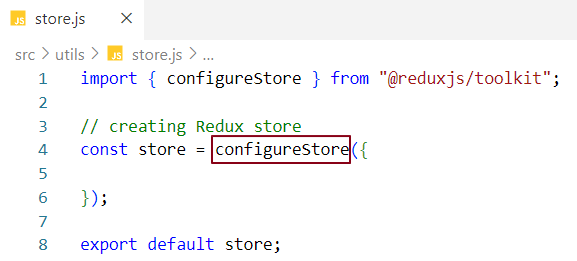 JS store.js ×
src > utils > JS store.js > ...
1 import { configureStore } from "@reduxjs/toolkit";
2
3 // creating Redux store
4 const store = configureStore({
5
6 });
7
8 export default store;